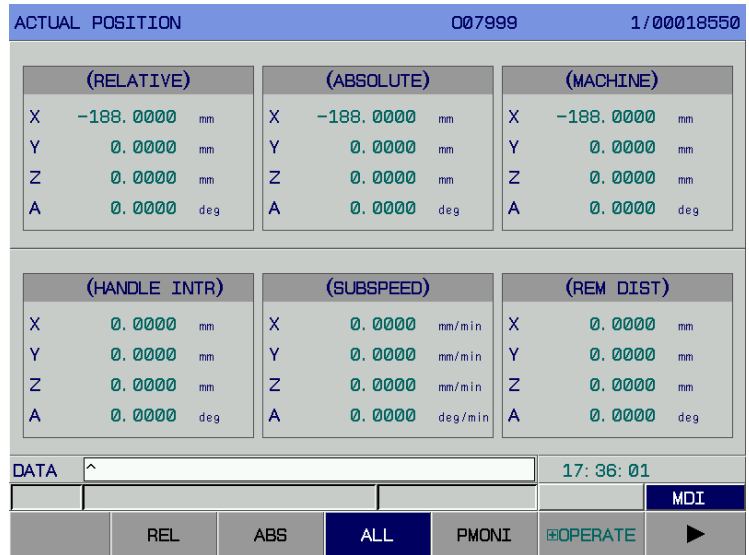 ACTUAL POSITION O07999 1/00018550
(RELATIVE) (ABSOLUTE) (MACHINE)
X -188.0000 mm X -188.0000 mm X -188.0000 mm
Y 0.0000 mm Y 0.0000 mm Y 0.0000 mm
Z 0.0000 mm Z 0.0000 mm Z 0.0000 mm
A 0.0000 deg A 0.0000 deg A 0.0000 deg
(HANDLE INTR) (SUBSPEED) (REM DIST)
X 0.0000 mm X 0.0000 mm/min X 0.0000 mm
Y 0.0000 mm Y 0.0000 mm/min Y 0.0000 mm
Z 0.0000 mm Z 0.0000 mm/min Z 0.0000 mm
A 0.0000 deg A 0.0000 deg/min A 0.0000 deg
DATA ^ 17:36:01
MDI
REL ABS ALL PMONI ⊞OPERATE ▶